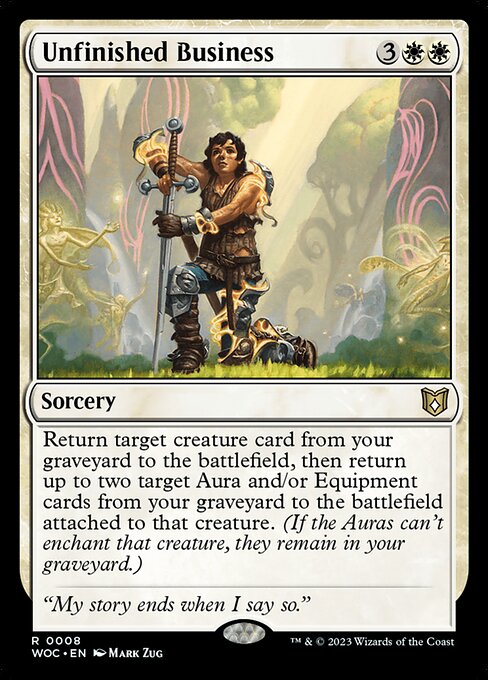 Unfinished Business 3
Sorcery
Return target creature card from your
graveyard to the battlefield, then return
up to two target Aura and/or Equipment
cards from your graveyard to the battlefield
attached to that creature. (If the Auras can't
enchant that creature, they remain in your
graveyard.)
“My story ends when I say so.”
R 0008
WOC • EN Mark Zug
™ & © 2023 Wizards of the Coast